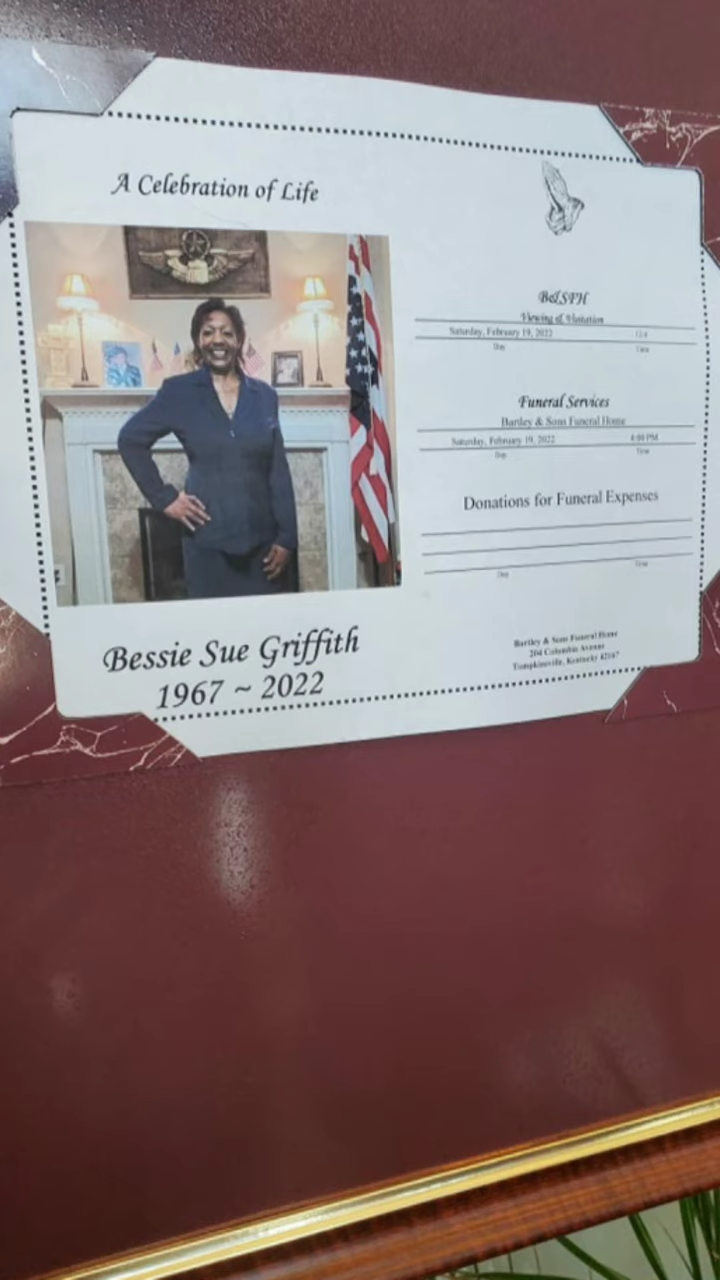 A Celebration of Life
Bessie Sue Griffith
1967 ~ 2022
B&SFH
Viewing & Visitation
Saturday, February 19, 2022
Day Time
Funeral Services
Bartley & Sons Funeral Home
Saturday, February 19, 2022 4:00 PM
Day Time
Donations for Funeral Expenses
Day Time
Bartley & Sons Funeral Home
204 Columbia Avenue
Tompkinsville, Kentucky 42167